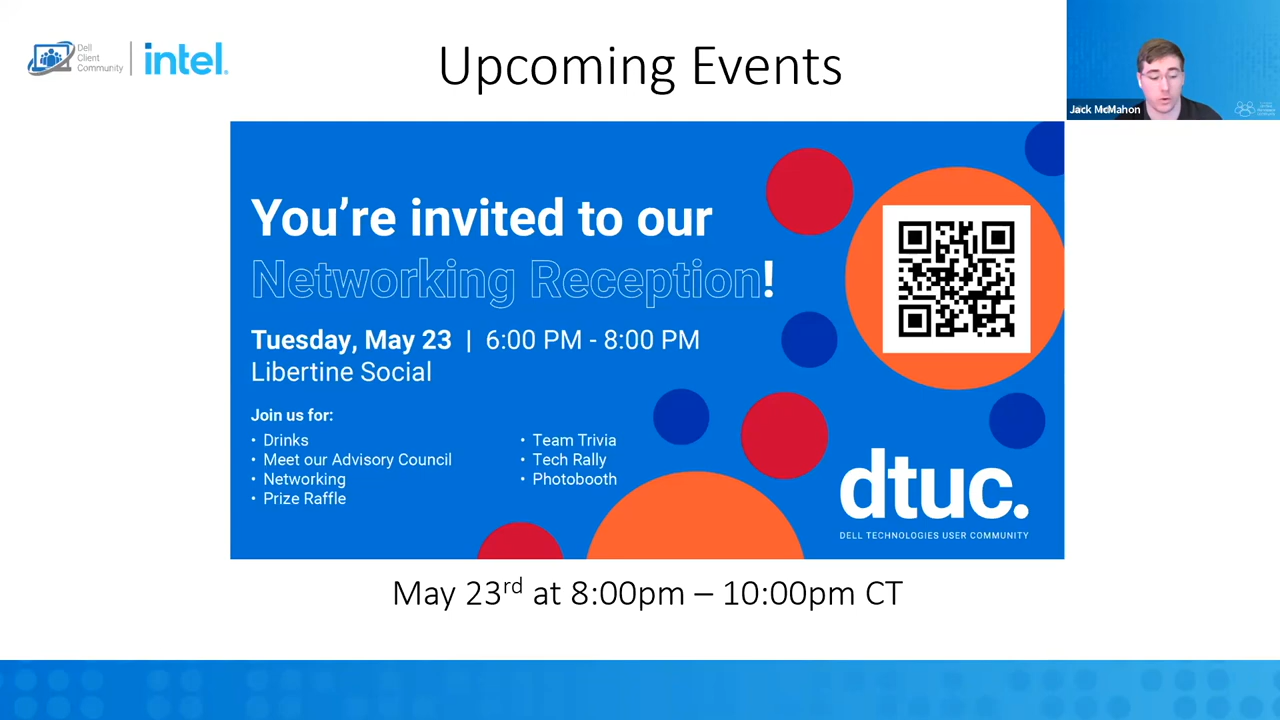 Dell
Client
Community
intel.
Upcoming Events
Jack McMahon
You're invited to our
Networking Reception!
Tuesday, May 23 | 6:00 PM - 8:00 PM
Libertine Social
Join us for:
• Drinks
• Meet our Advisory Council
• Networking
• Prize Raffle
• Team Trivia
• Tech Rally
• Photobooth
dtuc.
DELL TECHNOLOGIES USER COMMUNITY
May 23rd at 8:00pm – 10:00pm CT